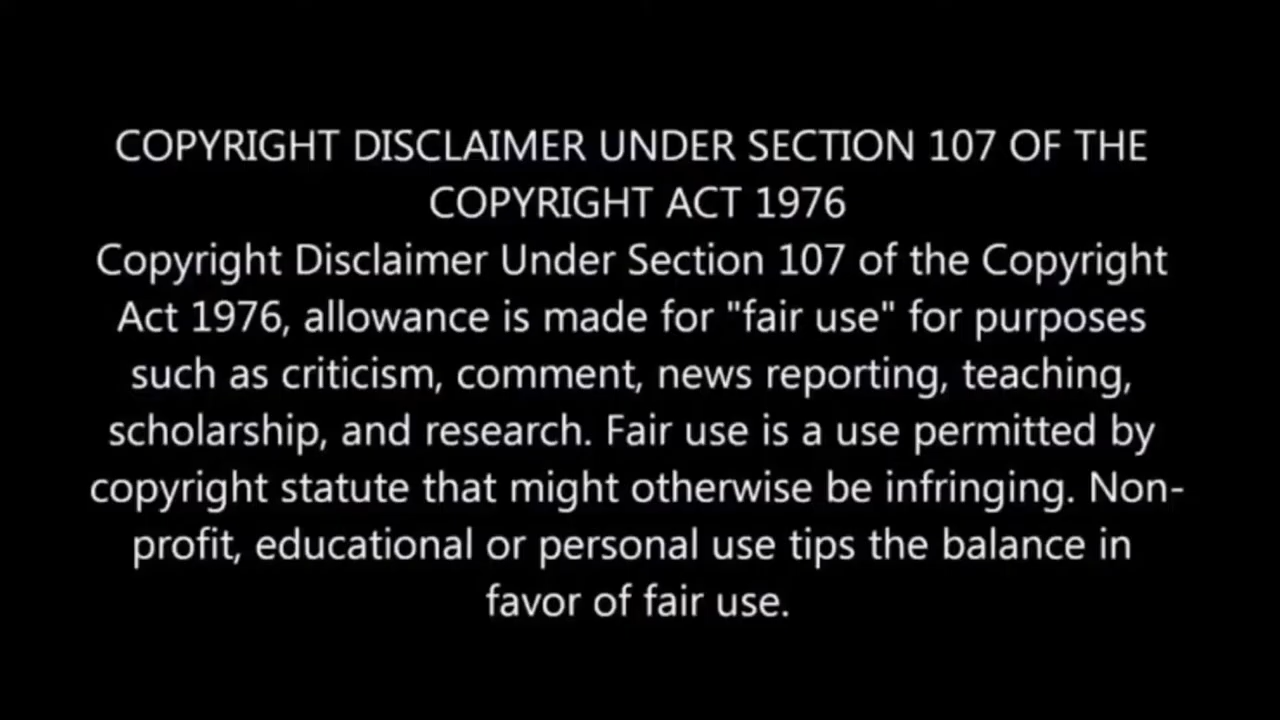 COPYRIGHT DISCLAIMER UNDER SECTION 107 OF THE
COPYRIGHT ACT 1976
Copyright Disclaimer Under Section 107 of the Copyright
Act 1976, allowance is made for "fair use" for purposes
such as criticism, comment, news reporting, teaching,
scholarship, and research. Fair use is a use permitted by
copyright statute that might otherwise be infringing. Non-
profit, educational or personal use tips the balance in
favor of fair use.